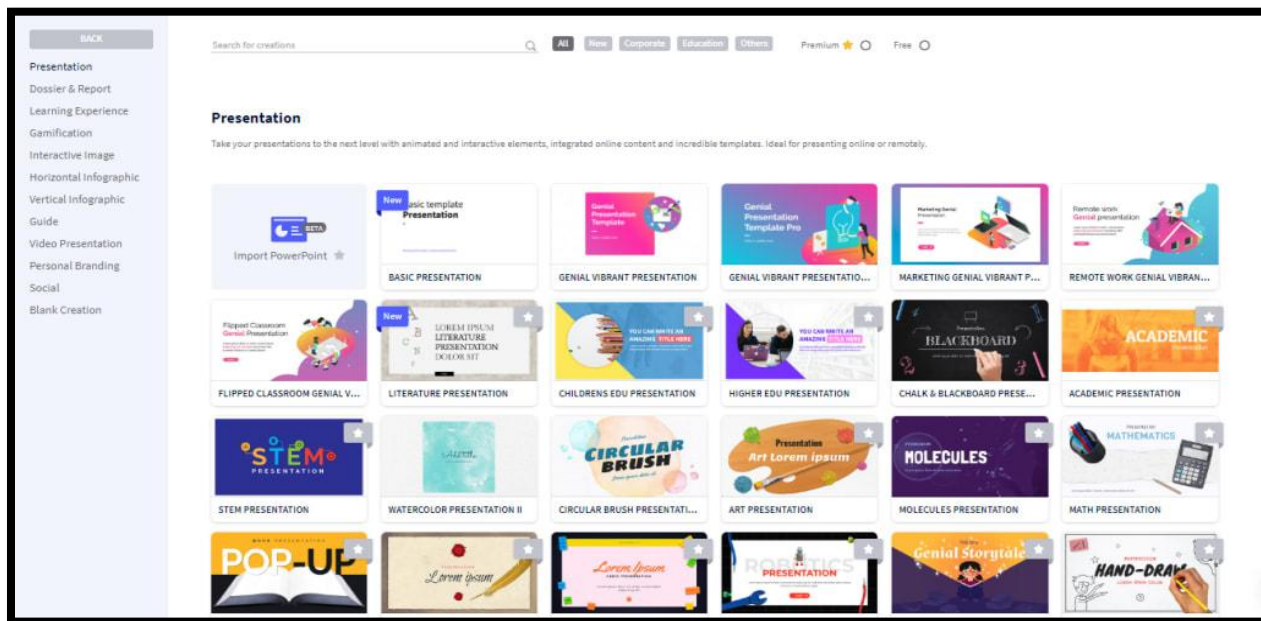 BACK
Presentation
Dossier & Report
Learning Experience
Gamification
Interactive Image
Horizontal Infographic
Vertical Infographic
Guide
Video Presentation
Personal Branding
Social
Blank Creation
Search for creations
All New Corporate Education Others Premium Free
Presentation
Take your presentations to the next level with animated and interactive elements, integrated online content and incredible templates. Ideal for presenting online or remotely.
BETA
Import PowerPoint
New
asic template
Presentation
BASIC PRESENTATION
Genial
Presentation
Template
GENIAL VIBRANT PRESENTATION
Genial
Presentation
Template Pro
GENIAL VIBRANT PRESENTATIO...
Marketing Genial
Presentation
MARKETING GENIAL VIBRANT P...
Remote work
Genial presentation
REMOTE WORK GENIAL VIBRAN...
Flipped Classroom
Genial Presentation
FLIPPED CLASSROOM GENIAL V...
New
A
B
C
N
S
LOREM IPSUM
LITERATURE
PRESENTATION
DOLOR SIT
LITERATURE PRESENTATION
YOU CAN WRITE AN
AMAZING TITLE HERE
CHILDRENS EDU PRESENTATION
YOU CAN WRITE AN
AMAZING TITLE HERE
HIGHER EDU PRESENTATION
Presentation
BLACKBOARD
2
3
CHALK & BLACKBOARD PRESE...
ACADEMIC
Presentation
ACADEMIC PRESENTATION
STEM
PRESENTATION
STEM PRESENTATION
WATERCOLOR PRESENTATION II
CIRCULAR
BRUSH
CIRCULAR BRUSH PRESENTATI...
Presentation
Art Lorem ipsum
ART PRESENTATION
MOLECULES
MOLECULES PRESENTATION
MATHEMATICS
MATH PRESENTATION
BOOK PRESENTATION
POP-UP
Lorem ipsum
Lorem Ipsum
ROBOTICS
PRESENTATION
Genial Storytale
HAND-DRAW